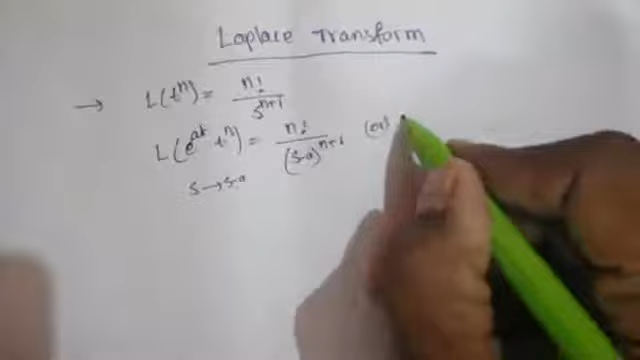 Laplace Transform
→ L(t^n) = n!/s^{n+1}
L(e^{at} t^n) = n!/(s-a)^{n+1} (or)
s→s-a